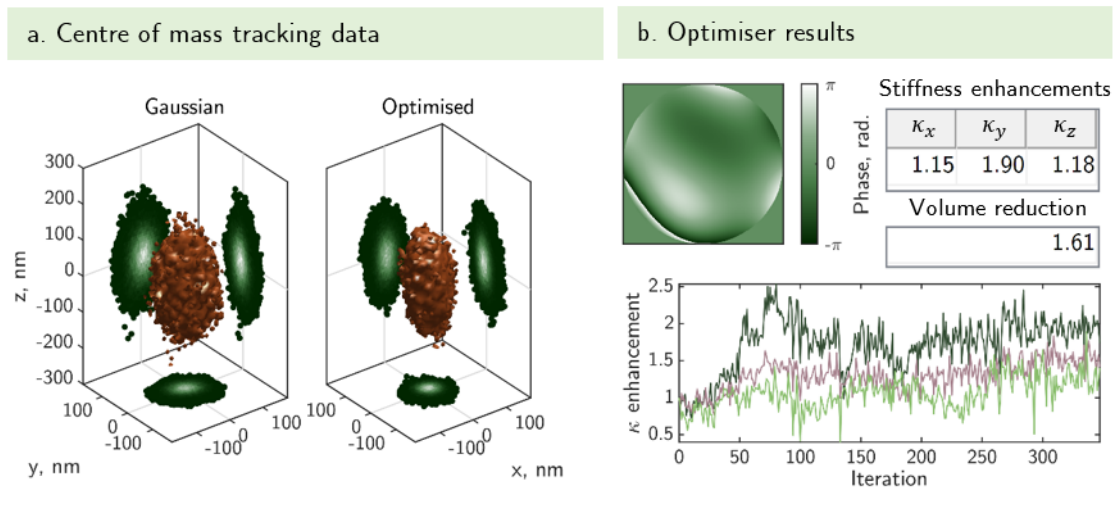 a. Centre of mass tracking data
Gaussian
Optimised
300
200
100
0
-100
-200
-300
z, nm
100
0
-100
y, nm
-100
0
100
100
0
-100
-100
0
100
x, nm
b. Optimiser results
π
0
-π
Phase, rad.
Stiffness enhancements
κx κy κz
1.15 1.90 1.18
Volume reduction
1.61
2.5
2
1.5
1
0.5
κ enhancement
0 50 100 150 200 250 300
Iteration